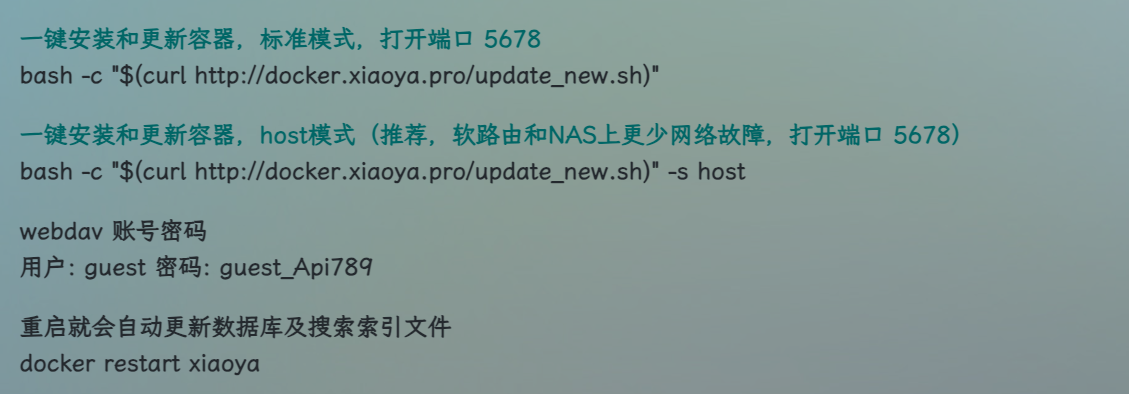 一键安装和更新容器，标准模式，打开端口 5678
bash -c "$(curl http://docker.xiaoya.pro/update_new.sh)"
一键安装和更新容器，host模式（推荐，软路由和NAS上更少网络故障，打开端口 5678）
bash -c "$(curl http://docker.xiaoya.pro/update_new.sh)" -s host
webdav 账号密码
用户: guest 密码: guest_Api789
重启就会自动更新数据库及搜索索引文件
docker restart xiaoya